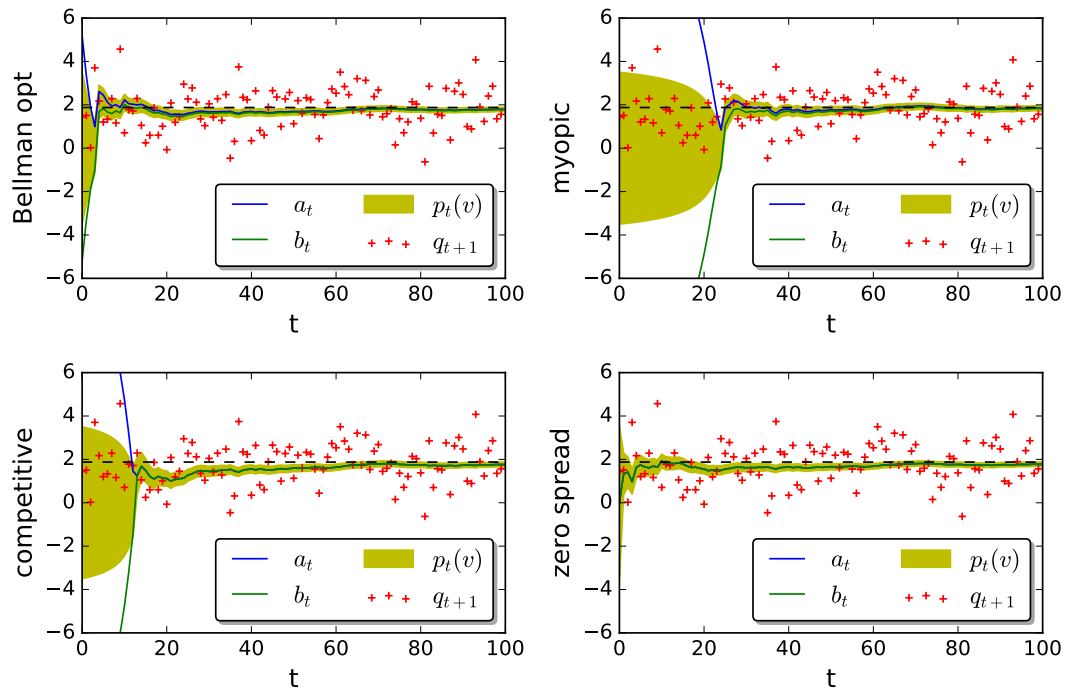 Bellman opt
6
4
2
0
−2
−4
−6
0 20 40 60 80 100
t
a_t p_t(v)
b_t q_{t+1}
myopic
6
4
2
0
−2
−4
−6
0 20 40 60 80 100
t
a_t p_t(v)
b_t q_{t+1}
competitive
6
4
2
0
−2
−4
−6
0 20 40 60 80 100
t
a_t p_t(v)
b_t q_{t+1}
zero spread
6
4
2
0
−2
−4
−6
0 20 40 60 80 100
t
a_t p_t(v)
b_t q_{t+1}